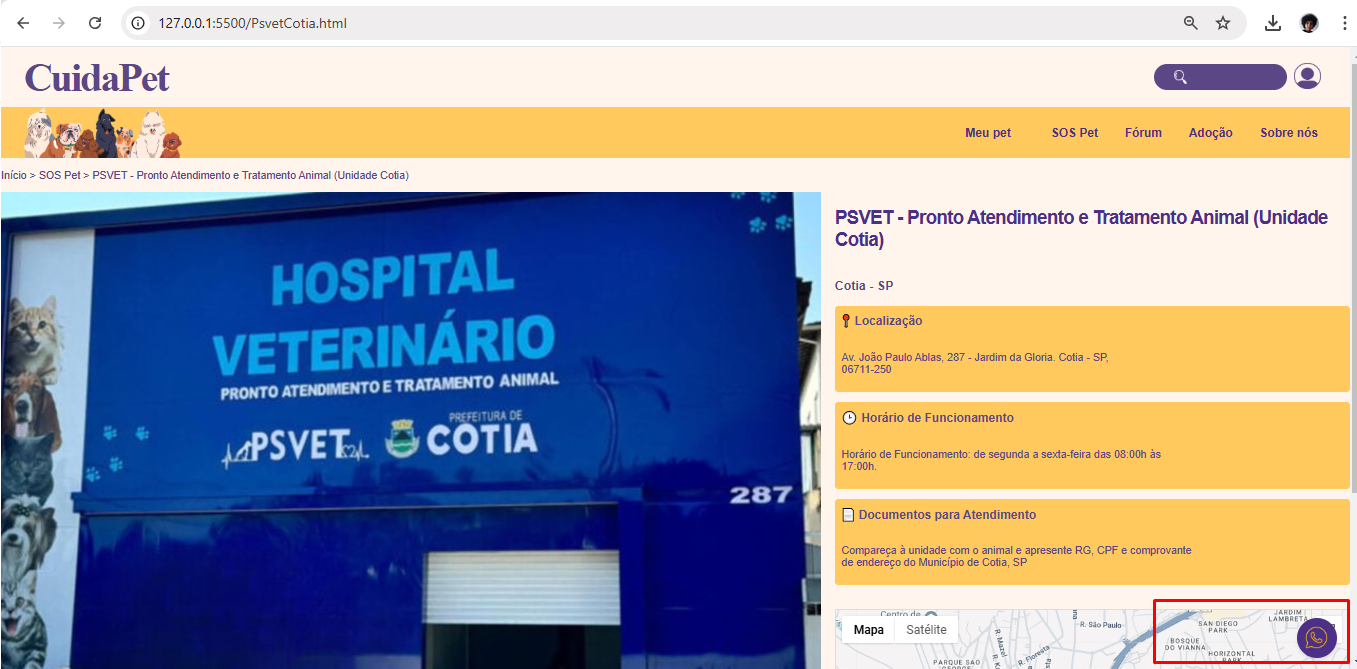 127.0.0.1:5500/PsvetCotia.html
CuidaPet
Meu pet SOS Pet Fórum Adoção Sobre nós
Início > SOS Pet > PSVET - Pronto Atendimento e Tratamento Animal (Unidade Cotia)
HOSPITAL
VETERINÁRIO
PRONTO ATENDIMENTO E TRATAMENTO ANIMAL
PSVET
PREFEITURA DE
COTIA
287
PSVET - Pronto Atendimento e Tratamento Animal (Unidade
Cotia)
Cotia - SP
Localização
Av. João Paulo Ablas, 287 - Jardim da Gloria. Cotia - SP,
06711-250
Horário de Funcionamento
Horário de Funcionamento: de segunda a sexta-feira das 08:00h às
17:00h.
Documentos para Atendimento
Compareça à unidade com o animal e apresente RG, CPF e comprovante
de endereço do Município de Cotia, SP
Mapa Satélite
Centro de
R. Mazel
R. Floresta
R. São Paulo
PARQUE SÃO
SAN DIEGO
PARK
JARDIM
LAMBRETA
BOSQUE
DO VIANNA
HORIZONTAL
PARK